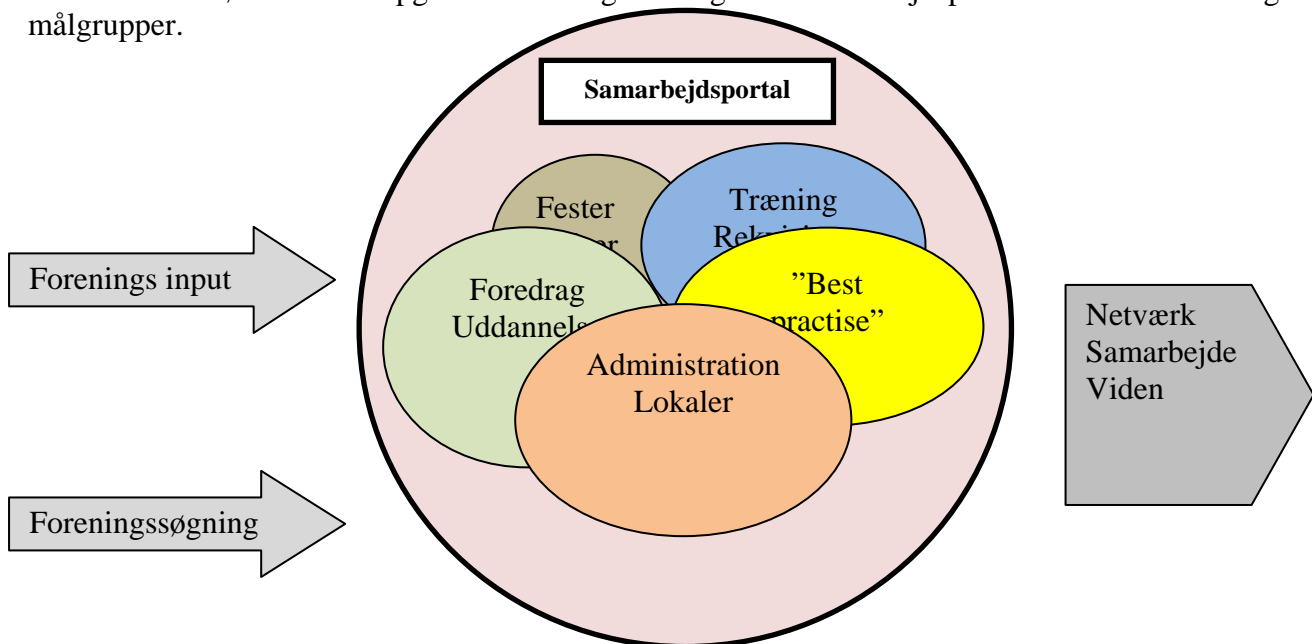 målgrupper.
Samarbejdsportal
Fester
Træning
Forenings input
Foredrag
”Best
practise”
Administration
Lokaler
Netværk
Samarbejde
Viden
Foreningssøgning